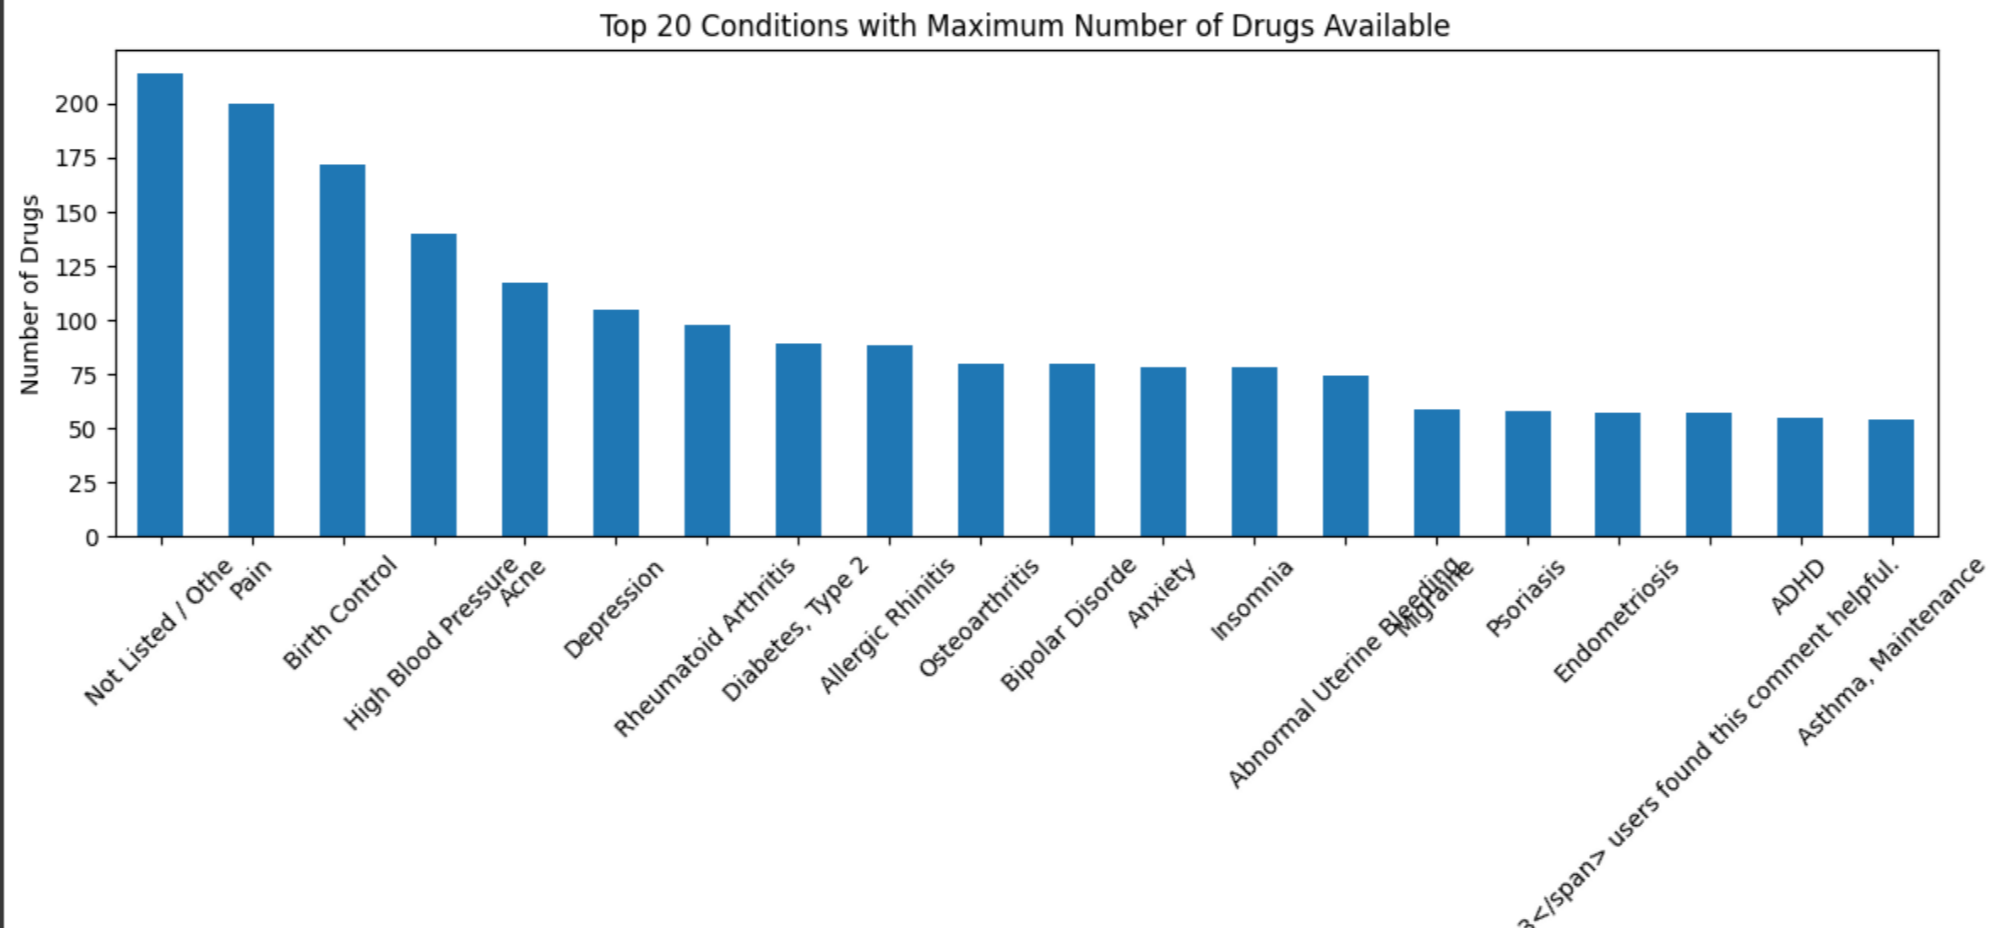 Top 20 Conditions with Maximum Number of Drugs Available
Number of Drugs
200
175
150
125
100
75
50
25
0
Not Listed / Othe
Pain
Birth Control
High Blood Pressure
Acne
Depression
Rheumatoid Arthritis
Diabetes, Type 2
Allergic Rhinitis
Osteoarthritis
Bipolar Disorde
Anxiety
Insomnia
Abnormal Uterine Bleeding
Migraine
Psoriasis
Endometriosis
3</span> users found this comment helpful.
ADHD
Asthma, Maintenance